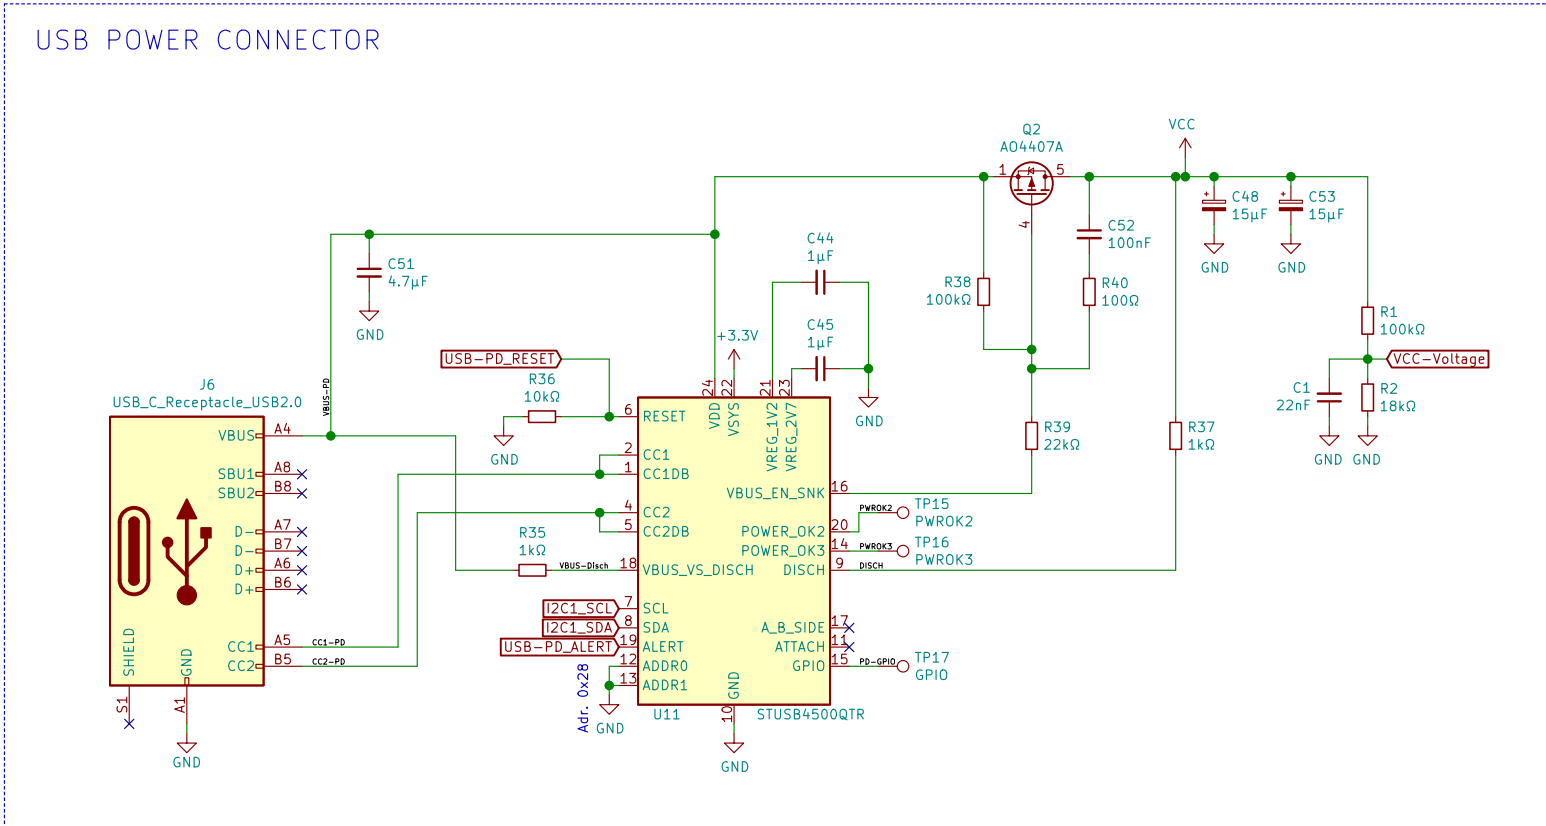 USB POWER CONNECTOR
VCC
Q2
AO4407A
1
5
4
C48
15µF
GND
C53
15µF
GND
C52
100nF
R38
100kΩ
R40
100Ω
C51
4.7µF
GND
C44
1µF
C45
1µF
GND
+3.3V
R1
100kΩ
VCC-Voltage
C1
22nF
R2
18kΩ
GND
GND
USB-PD_RESET
R36
10kΩ
GND
VBUS-PD
J6
USB_C_Receptacle_USB2.0
VBUS
A4
SBU1
A8
SBU2
B8
D-
A7
D-
B7
D+
A6
D+
B6
CC1
A5
CC1-PD
CC2
B5
CC2-PD
SHIELD
S1
GND
A1
GND
R35
1kΩ
VBUS-Disch
I2C1_SCL
I2C1_SDA
USB-PD_ALERT
Adr. 0x28
GND
24
22
21
23
VDD
VSYS
VREG_1V2
VREG_2V7
6
RESET
2
CC1
1
CC1DB
4
CC2
5
CC2DB
18
VBUS_VS_DISCH
7
SCL
8
SDA
19
ALERT
12
ADDR0
13
ADDR1
VBUS_EN_SNK
16
POWER_OK2
20
POWER_OK3
14
DISCH
9
A_B_SIDE
17
ATTACH
11
GPIO
15
GND
10
GND
U11
STUSB4500QTR
R39
22kΩ
R37
1kΩ
PWROK2
TP15
PWROK2
PWROK3
TP16
PWROK3
DISCH
PD-GPIO
TP17
GPIO